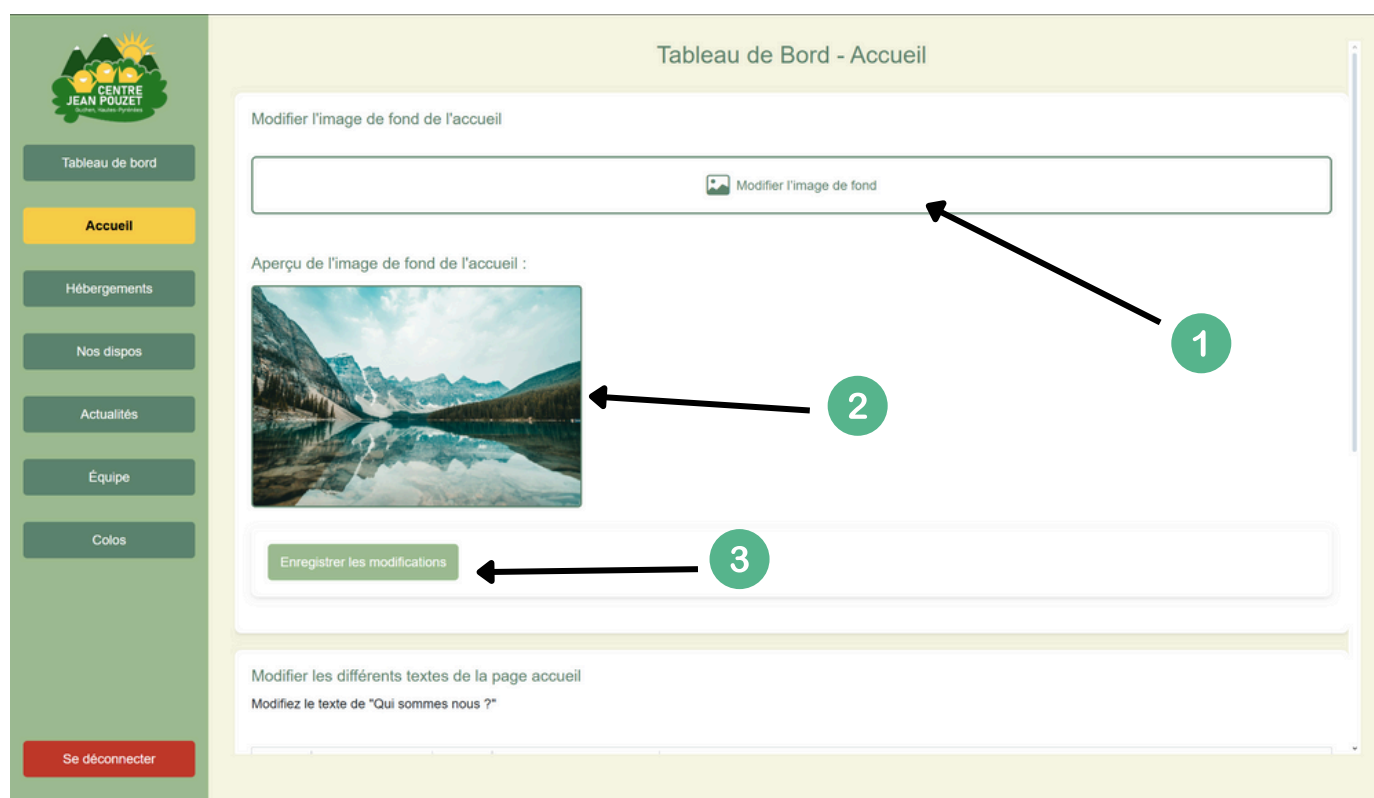 CENTRE
JEAN POUZET
Guchen, Hautes-Pyrénées
Tableau de bord
Accueil
Hébergements
Nos dispos
Actualités
Équipe
Colos
Se déconnecter
Tableau de Bord - Accueil
Modifier l'image de fond de l'accueil
Modifier l'image de fond
1
Aperçu de l'image de fond de l'accueil :
2
Enregistrer les modifications
3
Modifier les différents textes de la page accueil
Modifiez le texte de "Qui sommes nous ?"